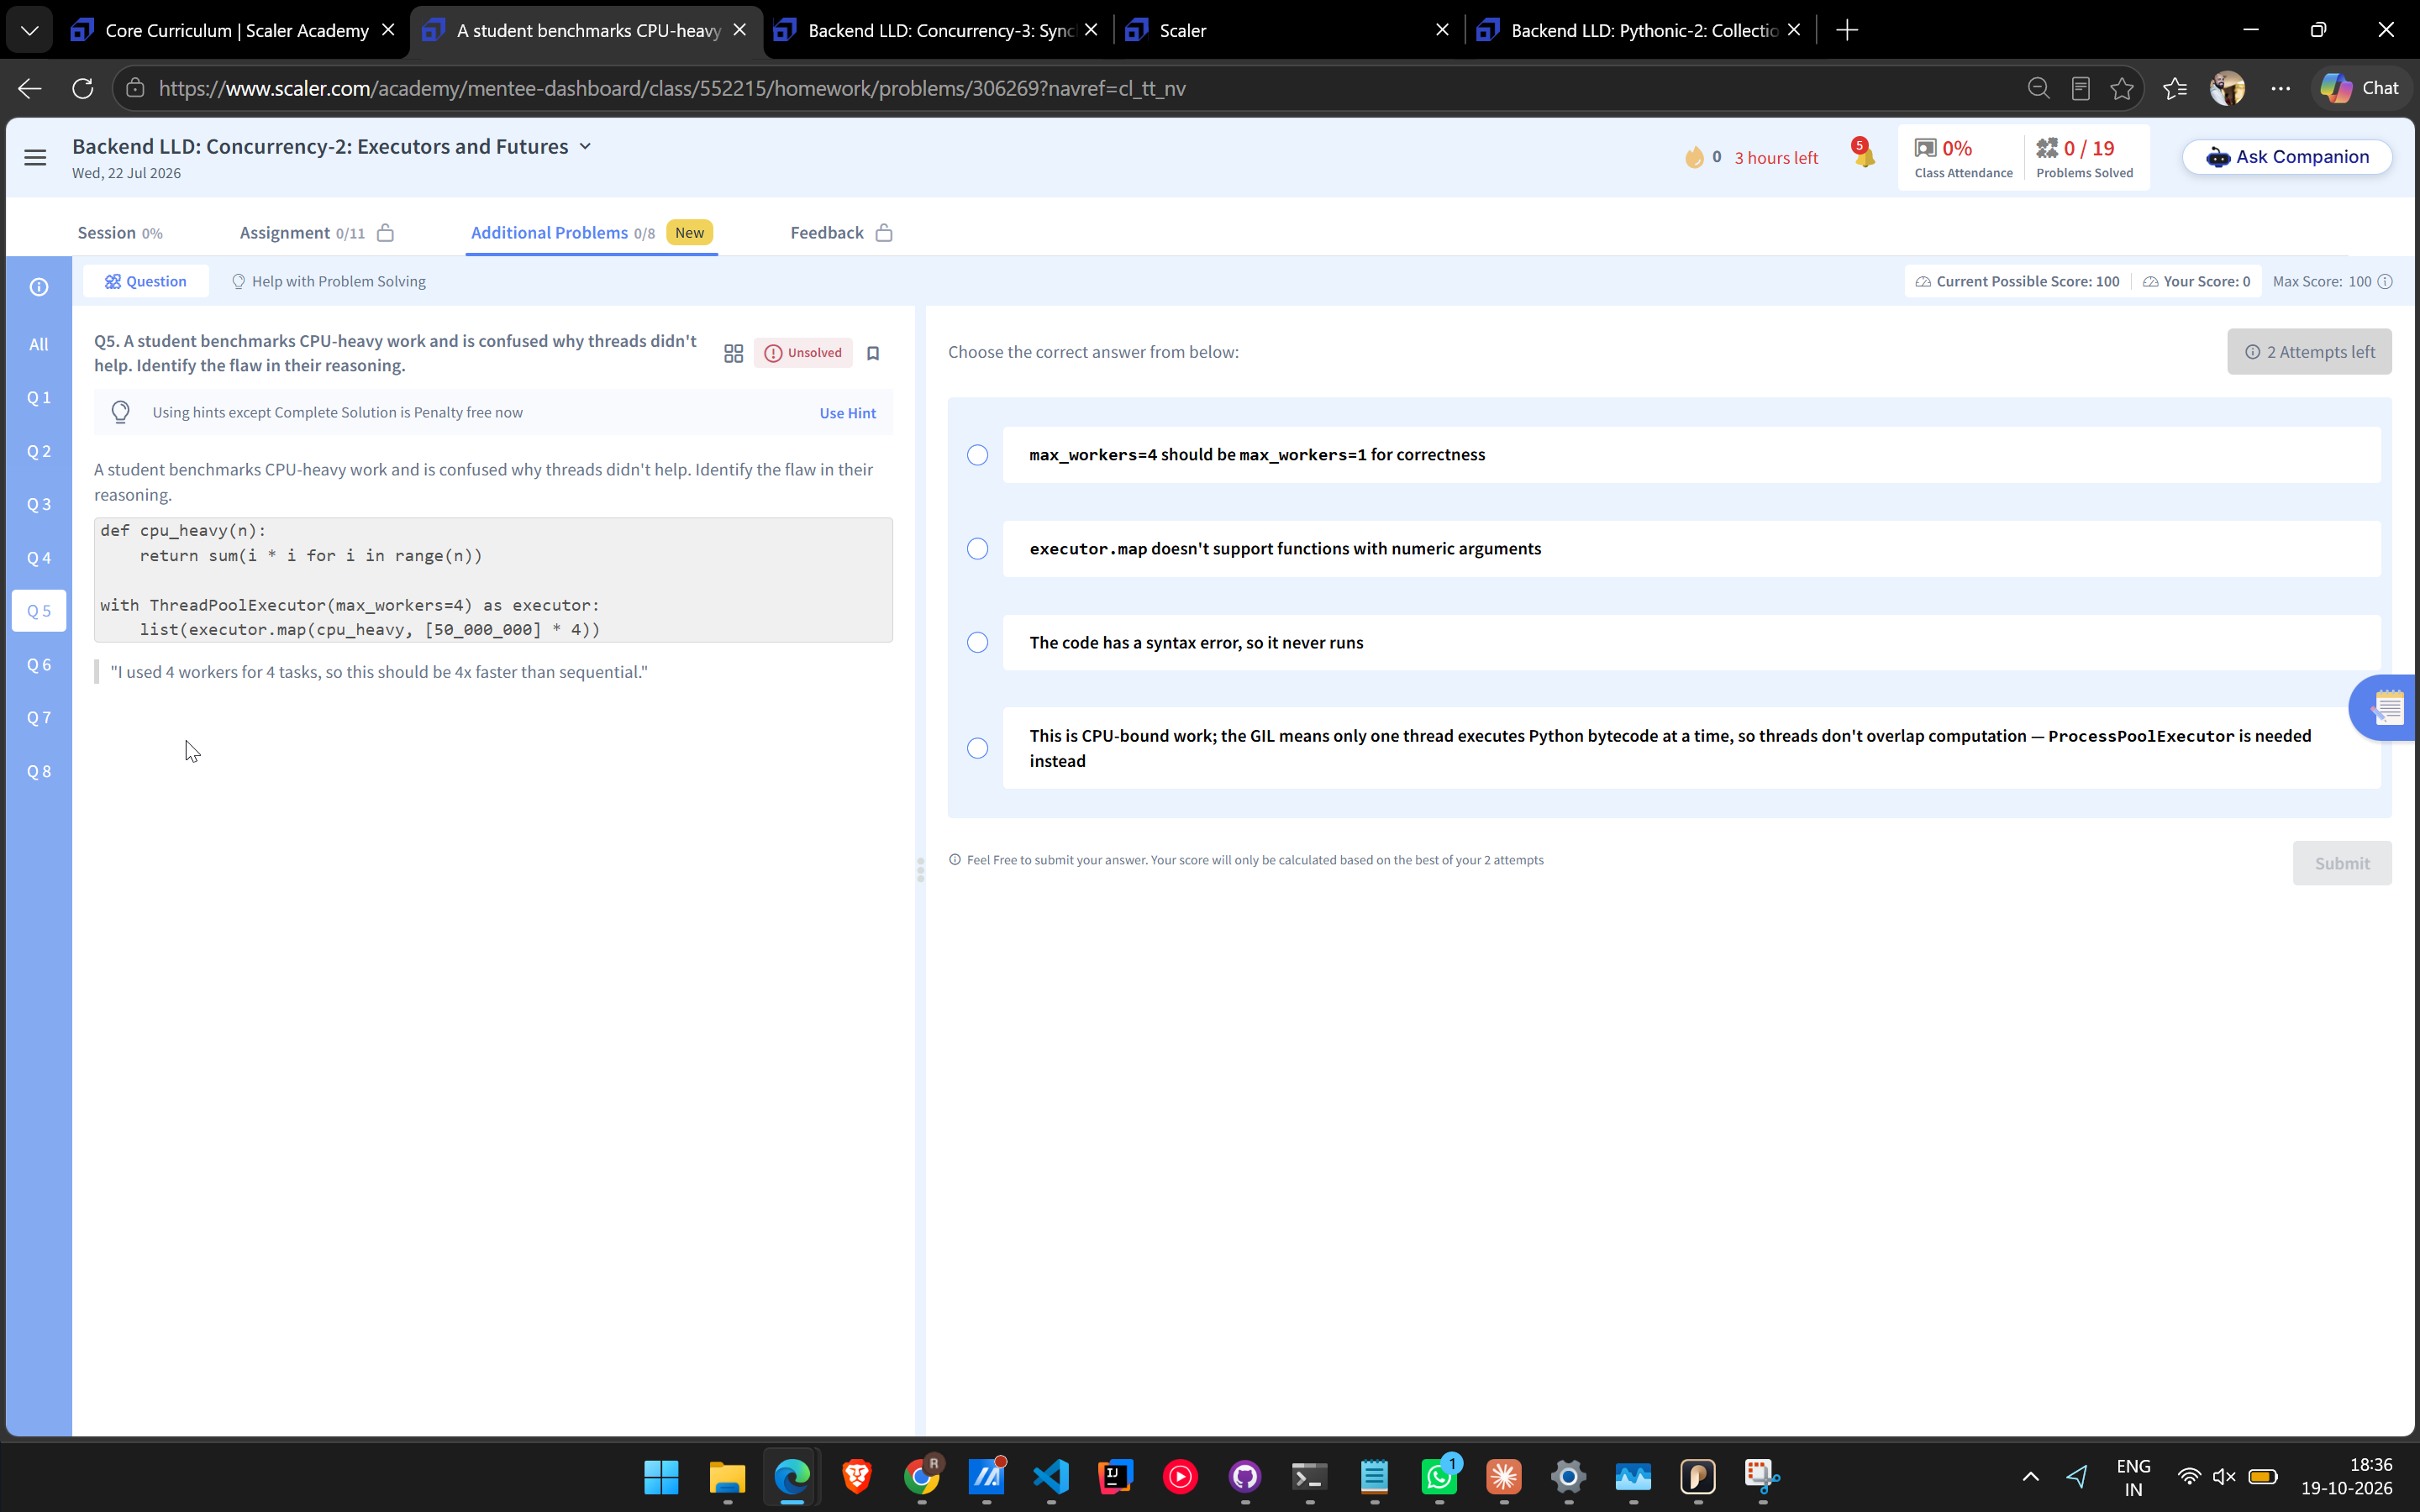 Core Curriculum | Scaler Academy
A student benchmarks CPU-heavy
Backend LLD: Concurrency-3: Sync
Scaler
Backend LLD: Pythonic-2: Collectio
https://www.scaler.com/academy/mentee-dashboard/class/552215/homework/problems/306269?navref=cl_tt_nv
Chat
Backend LLD: Concurrency-2: Executors and Futures
Wed, 22 Jul 2026
0 3 hours left
5
0%
Class Attendance
0 / 19
Problems Solved
Ask Companion
Session 0%
Assignment 0/11
Additional Problems 0/8 New
Feedback
Question
Help with Problem Solving
Current Possible Score: 100
Your Score: 0
Max Score: 100
All
Q 1
Q 2
Q 3
Q 4
Q 5
Q 6
Q 7
Q 8
Q5. A student benchmarks CPU-heavy work and is confused why threads didn't
help. Identify the flaw in their reasoning.
Unsolved
Using hints except Complete Solution is Penalty free now
Use Hint
A student benchmarks CPU-heavy work and is confused why threads didn't help. Identify the flaw in their
reasoning.
def cpu_heavy(n):
    return sum(i * i for i in range(n))
with ThreadPoolExecutor(max_workers=4) as executor:
    list(executor.map(cpu_heavy, [50_000_000] * 4))
"I used 4 workers for 4 tasks, so this should be 4x faster than sequential."
Choose the correct answer from below:
2 Attempts left
max_workers=4 should be max_workers=1 for correctness
executor.map doesn't support functions with numeric arguments
The code has a syntax error, so it never runs
This is CPU-bound work; the GIL means only one thread executes Python bytecode at a time, so threads don't overlap computation — ProcessPoolExecutor is needed
instead
Feel Free to submit your answer. Your score will only be calculated based on the best of your 2 attempts
Submit
R
IJ
1
ENG
IN
18:36
19-10-2026